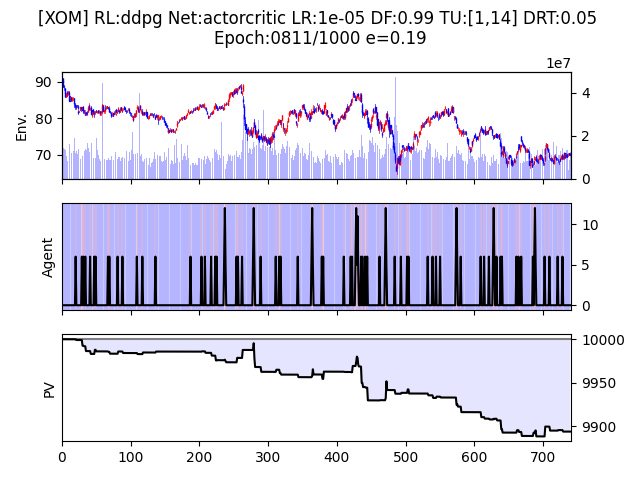 [XOM] RL:ddpg Net:actorcritic LR:1e-05 DF:0.99 TU:[1,14] DRT:0.05
Epoch:0811/1000 e=0.19
1e7
90
80
70
Env.
4
2
0
Agent
10
5
0
PV
10000
9950
9900
0 100 200 300 400 500 600 700